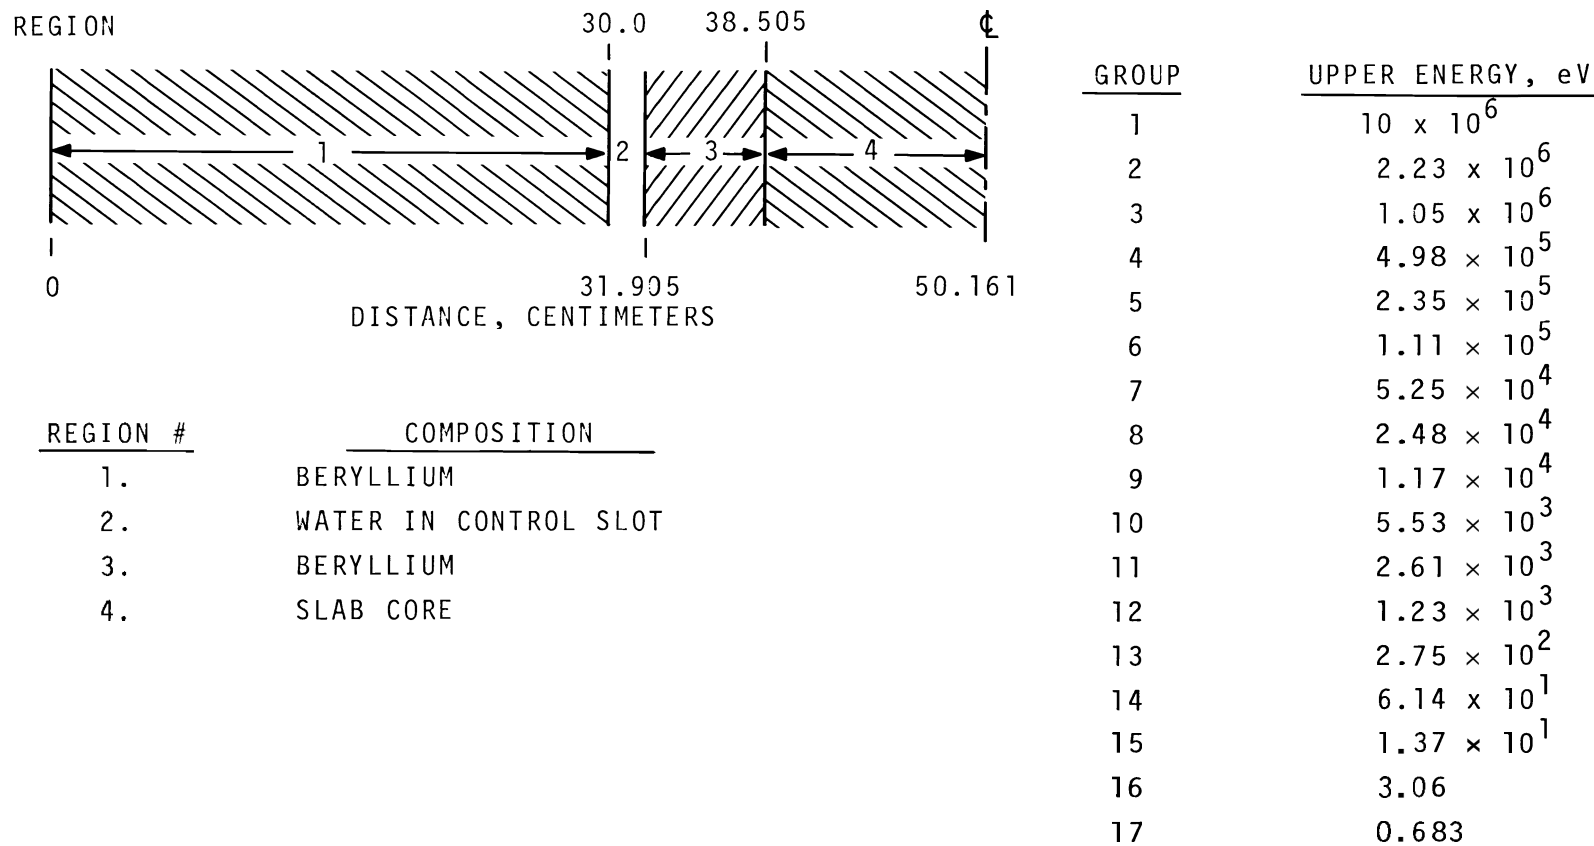 REGION
30.0 38.505 ℄
1 2 3 4
0 31.905 50.161
DISTANCE, CENTIMETERS
REGION # COMPOSITION
1. BERYLLIUM
2. WATER IN CONTROL SLOT
3. BERYLLIUM
4. SLAB CORE
GROUP UPPER ENERGY, eV
1 10 x 10^6
2 2.23 x 10^6
3 1.05 x 10^6
4 4.98 × 10^5
5 2.35 × 10^5
6 1.11 × 10^5
7 5.25 × 10^4
8 2.48 × 10^4
9 1.17 × 10^4
10 5.53 × 10^3
11 2.61 × 10^3
12 1.23 × 10^3
13 2.75 × 10^2
14 6.14 x 10^1
15 1.37 × 10^1
16 3.06
17 0.683